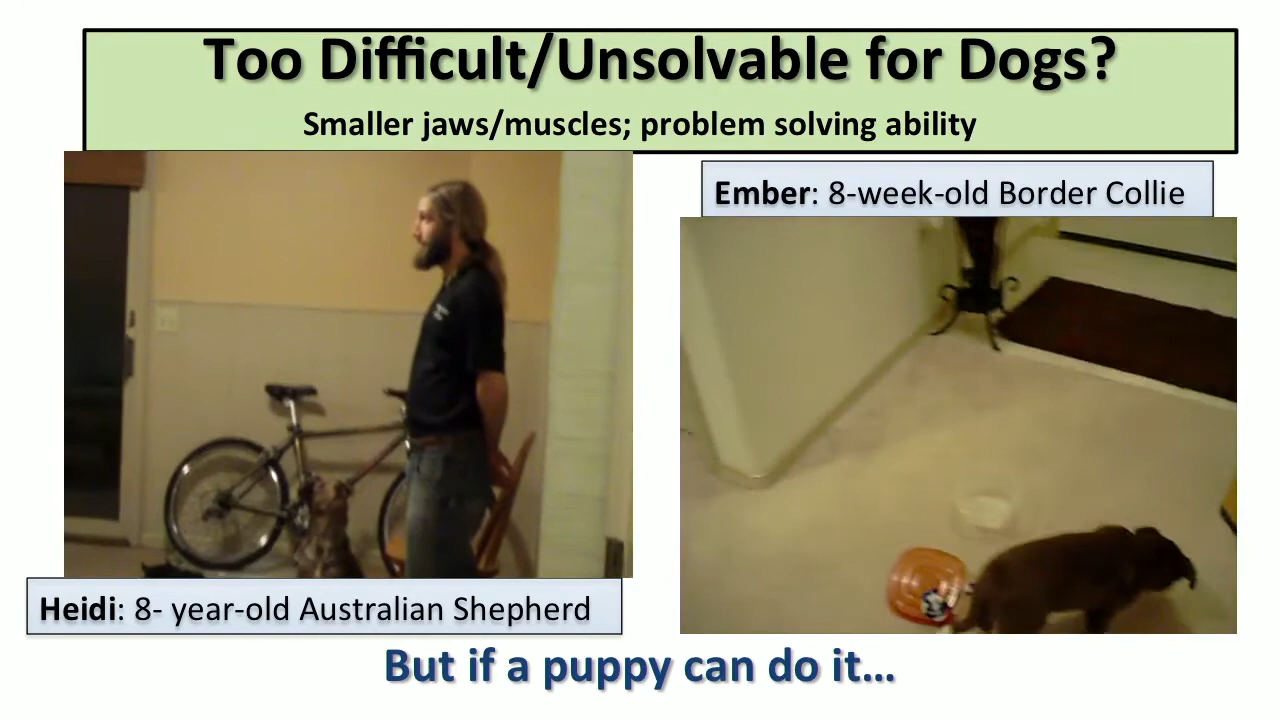 Too Difficult/Unsolvable for Dogs?
Smaller jaws/muscles; problem solving ability
Ember: 8-week-old Border Collie
Heidi: 8- year-old Australian Shepherd
But if a puppy can do it…